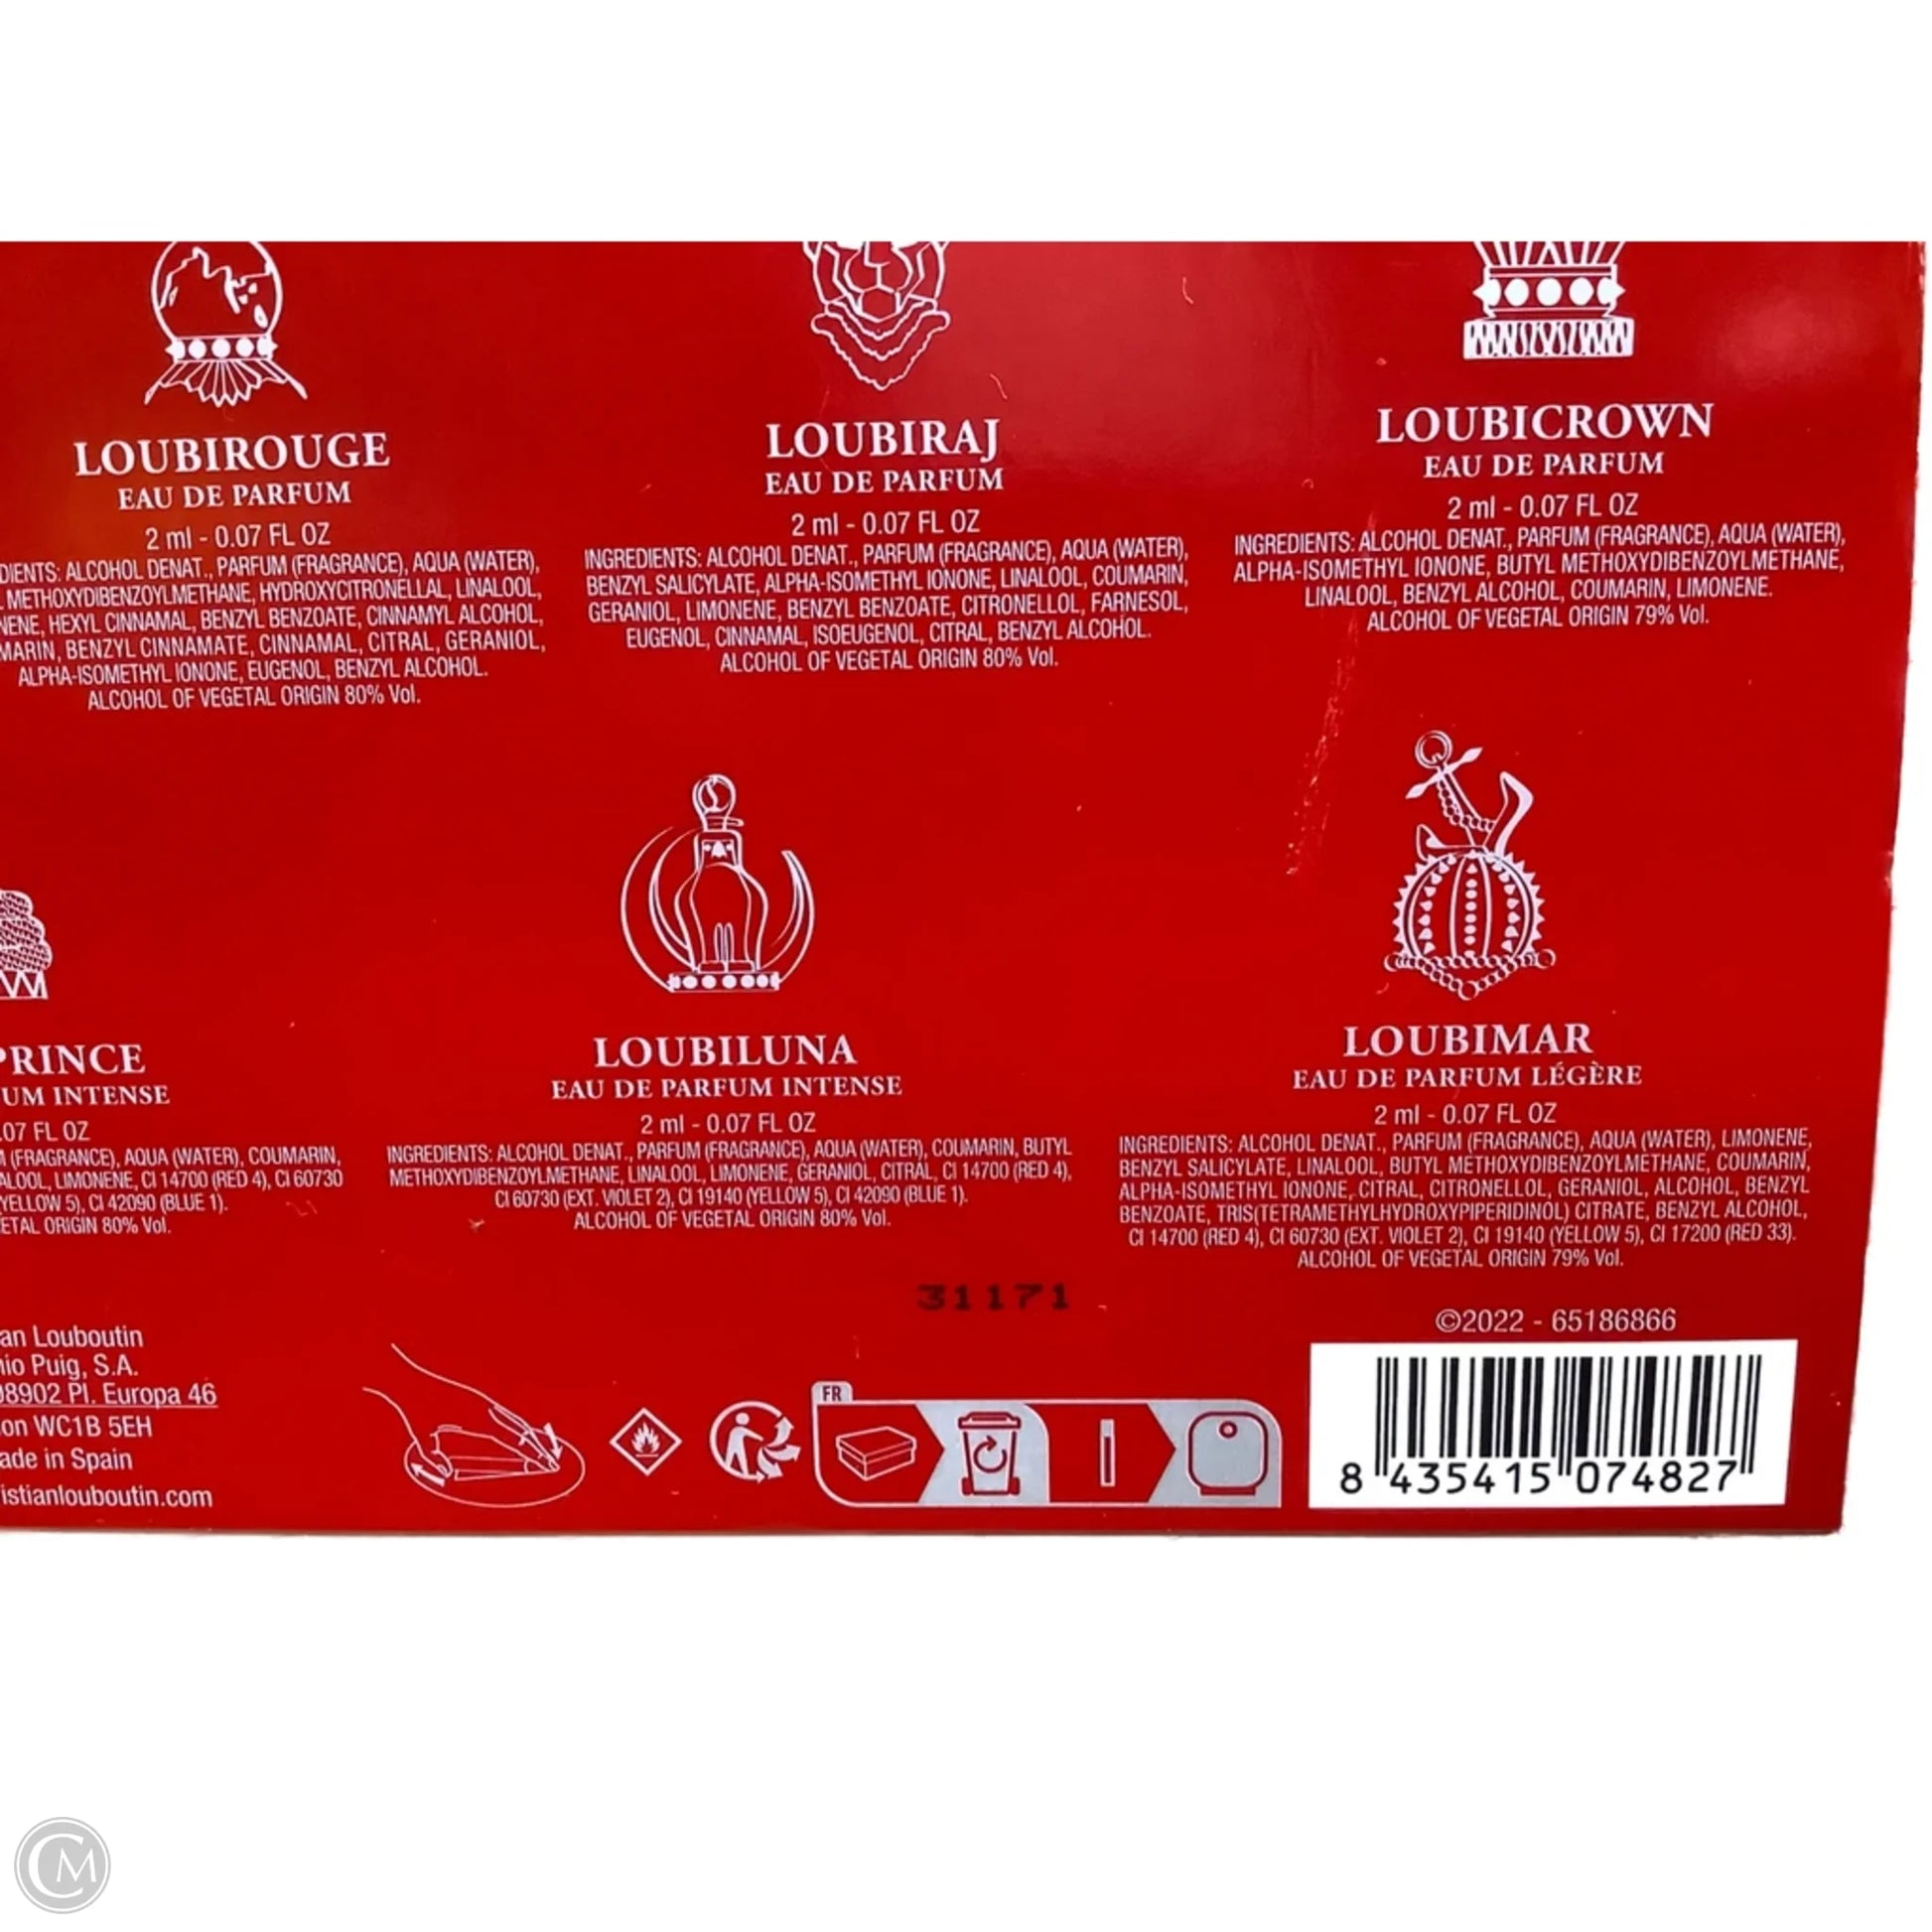 LOUBIROUGE
EAU DE PARFUM
2 ml - 0.07 FL OZ
DIENTS: ALCOHOL DENAT., PARFUM (FRAGRANCE), AQUA (WATER),
METHOXYDIBENZOYLMETHANE, HYDROXYCITRONELLAL, LINALOOL,
NENE, HEXYL CINNAMAL, BENZYL BENZOATE, CINNAMYL ALCOHOL,
MARIN, BENZYL CINNAMATE, CINNAMAL, CITRAL, GERANIOL,
ALPHA-ISOMETHYL IONONE, EUGENOL, BENZYL ALCOHOL.
ALCOHOL OF VEGETAL ORIGIN 80% Vol.
LOUBIRAJ
EAU DE PARFUM
2 ml - 0.07 FL OZ
INGREDIENTS: ALCOHOL DENAT., PARFUM (FRAGRANCE), AQUA (WATER),
BENZYL SALICYLATE, ALPHA-ISOMETHYL IONONE, LINALOOL, COUMARIN,
GERANIOL, LIMONENE, BENZYL BENZOATE, CITRONELLOL, FARNESOL,
EUGENOL, CINNAMAL, ISOEUGENOL, CITRAL, BENZYL ALCOHOL.
ALCOHOL OF VEGETAL ORIGIN 80% Vol.
LOUBICROWN
EAU DE PARFUM
2 ml - 0.07 FL OZ
INGREDIENTS: ALCOHOL DENAT., PARFUM (FRAGRANCE), AQUA (WATER),
ALPHA-ISOMETHYL IONONE, BUTYL METHOXYDIBENZOYLMETHANE,
LINALOOL, BENZYL ALCOHOL, COUMARIN, LIMONENE.
ALCOHOL OF VEGETAL ORIGIN 79% Vol.
PRINCE
UM INTENSE
.07 FL OZ
(FRAGRANCE), AQUA (WATER), COUMARIN,
ALOOL, LIMONENE, CI 14700 (RED 4), CI 60730
YELLOW 5), CI 42090 (BLUE 1).
ETAL ORIGIN 80% Vol.
LOUBILUNA
EAU DE PARFUM INTENSE
2 ml - 0.07 FL OZ
INGREDIENTS: ALCOHOL DENAT., PARFUM (FRAGRANCE), AQUA (WATER), COUMARIN, BUTYL
METHOXYDIBENZOYLMETHANE, LINALOOL, LIMONENE, GERANIOL, CITRAL, CI 14700 (RED 4),
CI 60730 (EXT. VIOLET 2), CI 19140 (YELLOW 5), CI 42090 (BLUE 1).
ALCOHOL OF VEGETAL ORIGIN 80% Vol.
LOUBIMAR
EAU DE PARFUM LÉGÈRE
2 ml - 0.07 FL OZ
INGREDIENTS: ALCOHOL DENAT., PARFUM (FRAGRANCE), AQUA (WATER), LIMONENE,
BENZYL SALICYLATE, LINALOOL, BUTYL METHOXYDIBENZOYLMETHANE, COUMARIN,
ALPHA-ISOMETHYL IONONE, CITRAL, CITRONELLOL, GERANIOL, ALCOHOL, BENZYL
BENZOATE, TRIS(TETRAMETHYLHYDROXYPIPERIDINOL) CITRATE, BENZYL ALCOHOL,
CI 14700 (RED 4), CI 60730 (EXT. VIOLET 2), CI 19140 (YELLOW 5), CI 17200 (RED 33).
ALCOHOL OF VEGETAL ORIGIN 79% Vol.
31171
©2022 - 65186866
an Louboutin
nio Puig, S.A.
08902 Pl. Europa 46
on WC1B 5EH
ade in Spain
istianlouboutin.com
FR
8 435415 074827
CM